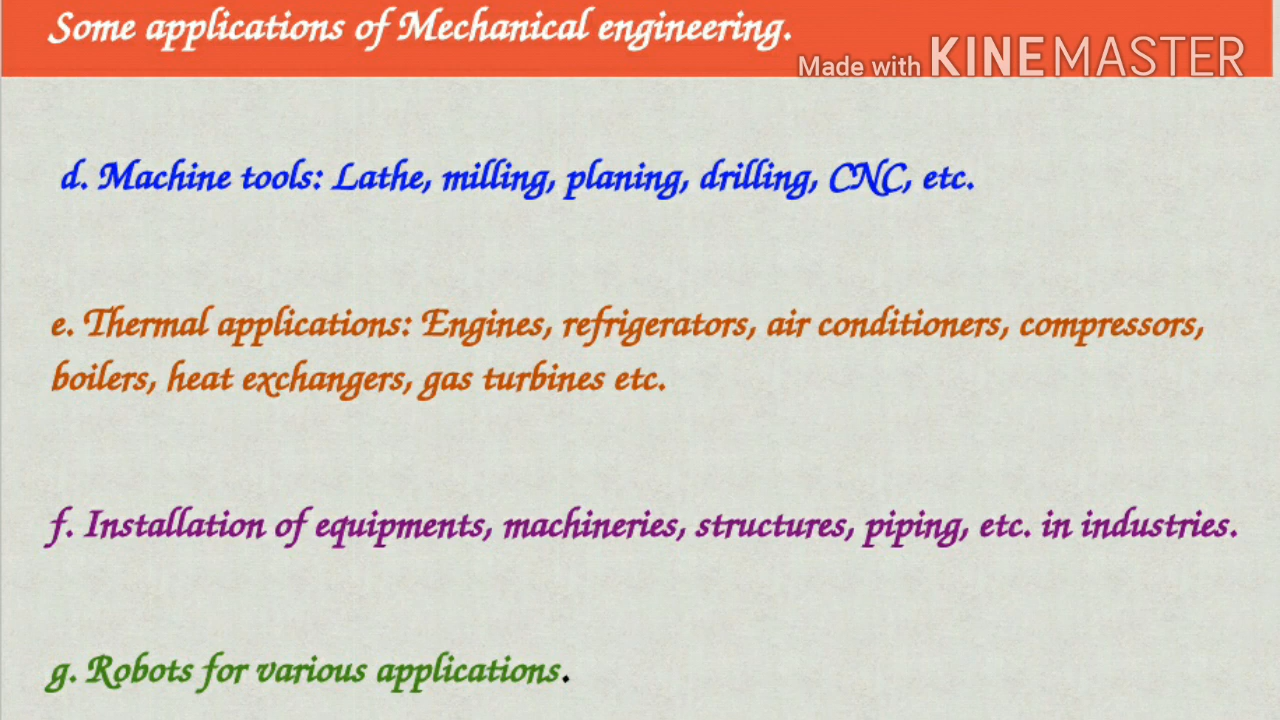 Some applications of Mechanical engineering.
Made with KINEMASTER
d. Machine tools: Lathe, milling, planing, drilling, CNC, etc.
e. Thermal applications: Engines, refrigerators, air conditioners, compressors,
boilers, heat exchangers, gas turbines etc.
f. Installation of equipments, machineries, structures, piping, etc. in industries.
g. Robots for various applications.